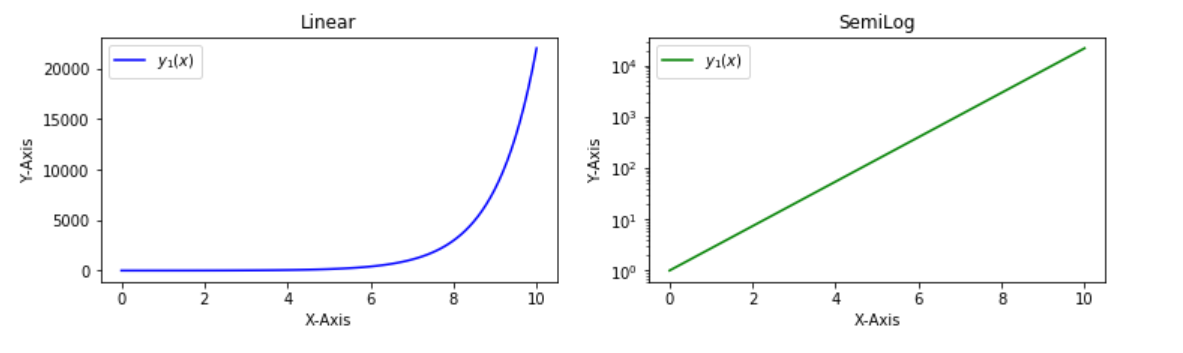 Linear
y₁(x)
20000
15000
10000
5000
0
Y-Axis
0 2 4 6 8 10
X-Axis
SemiLog
y₁(x)
10⁴
10³
10²
10¹
10⁰
Y-Axis
0 2 4 6 8 10
X-Axis